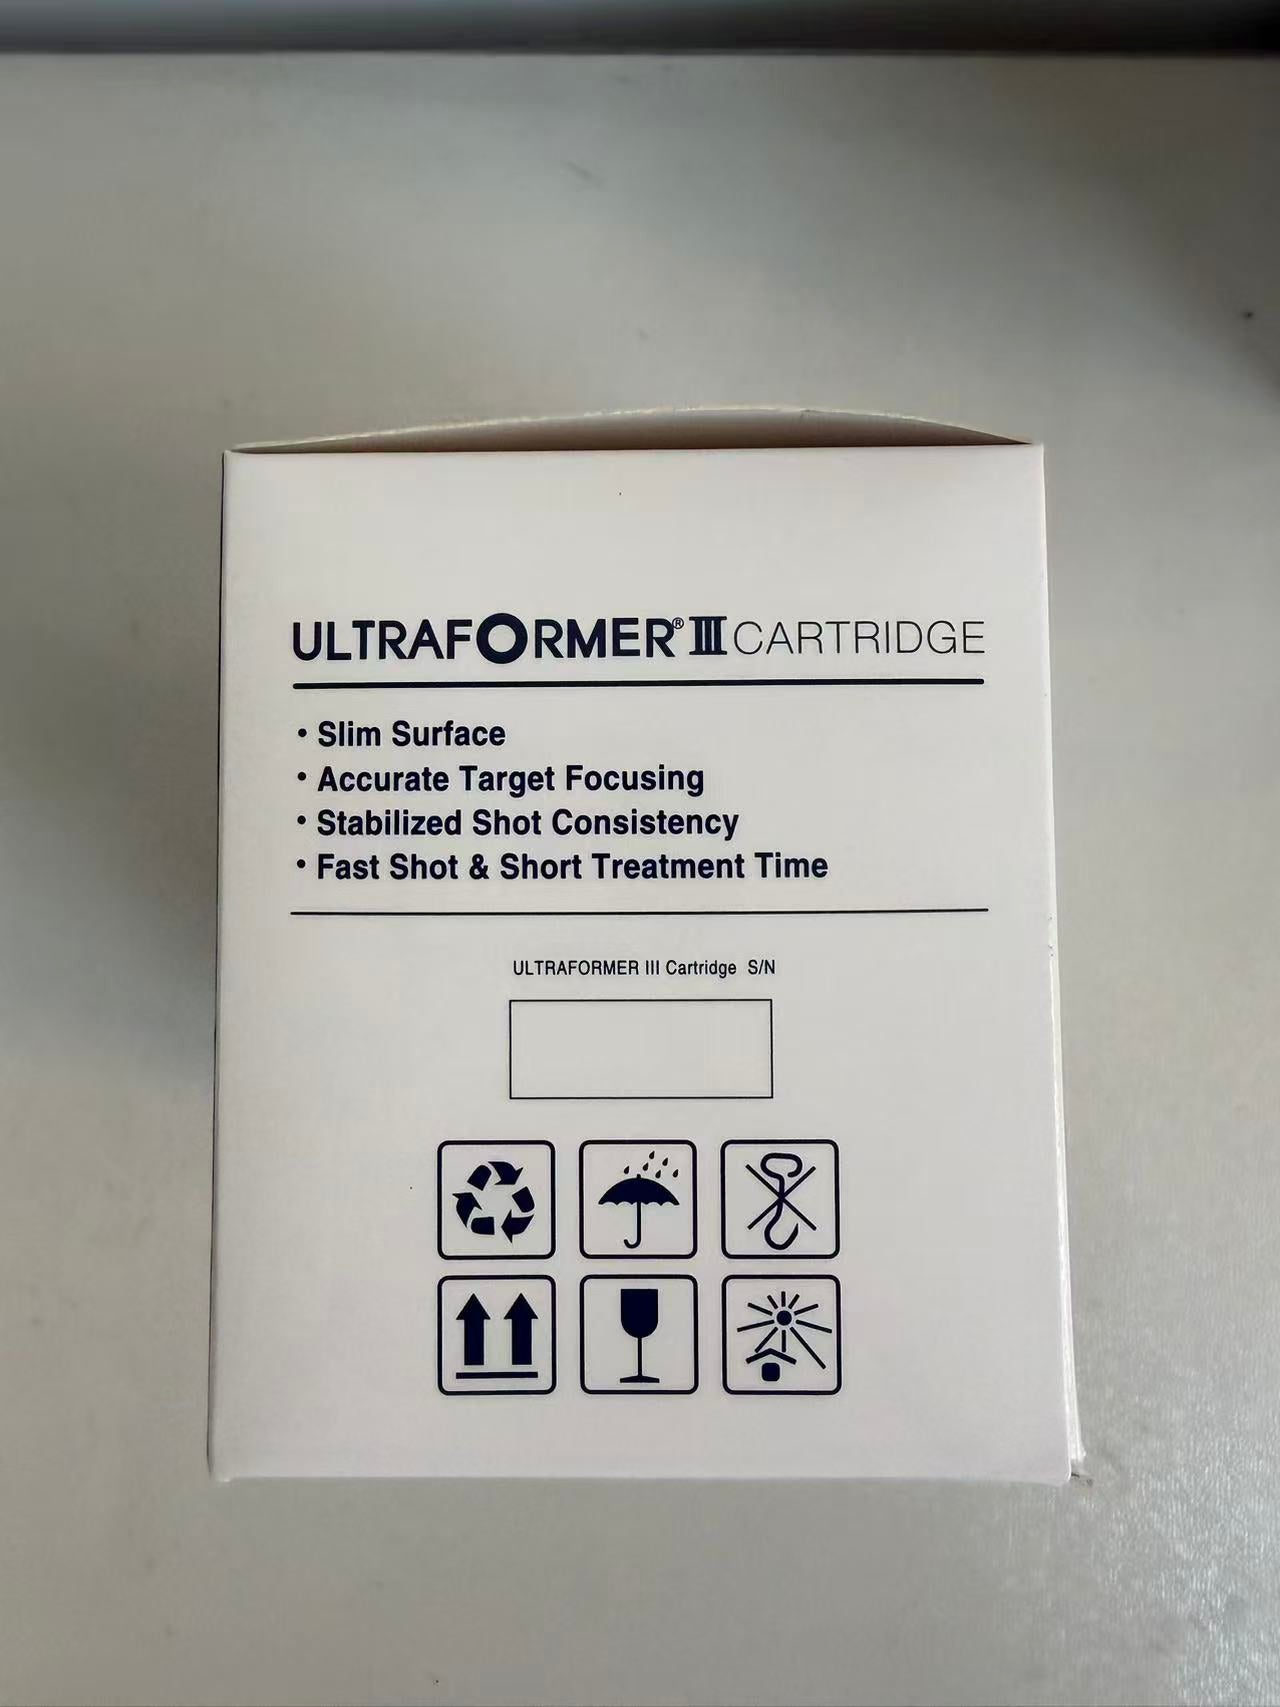 ULTRAFORMER® III CARTRIDGE
• Slim Surface
• Accurate Target Focusing
• Stabilized Shot Consistency
• Fast Shot & Short Treatment Time
ULTRAFORMER III Cartridge S/N